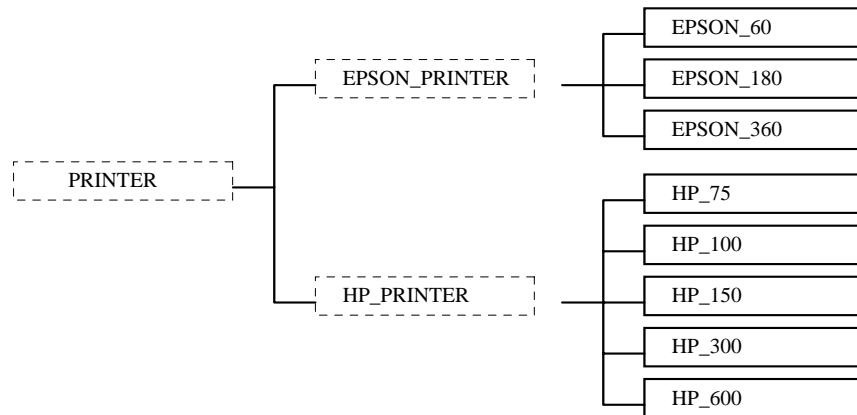 PRINTER
EPSON_PRINTER
EPSON_60
EPSON_180
EPSON_360
HP_PRINTER
HP_75
HP_100
HP_150
HP_300
HP_600